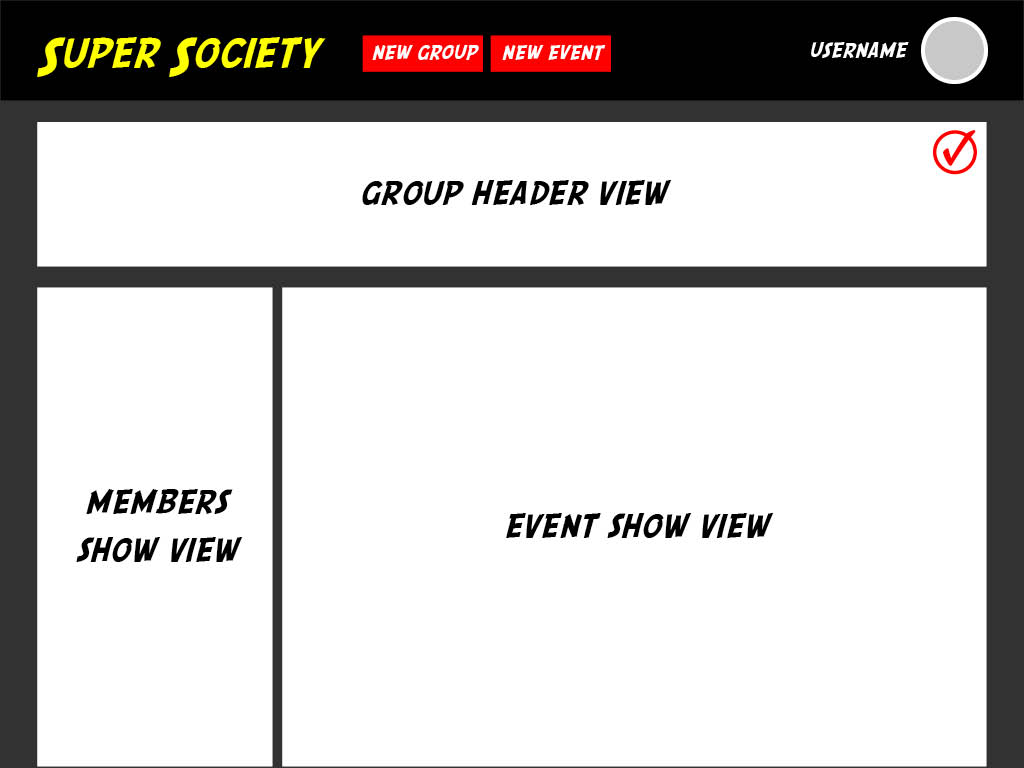 SUPER SOCIETY
NEW GROUP
NEW EVENT
USERNAME
GROUP HEADER VIEW
MEMBERS
SHOW VIEW
EVENT SHOW VIEW